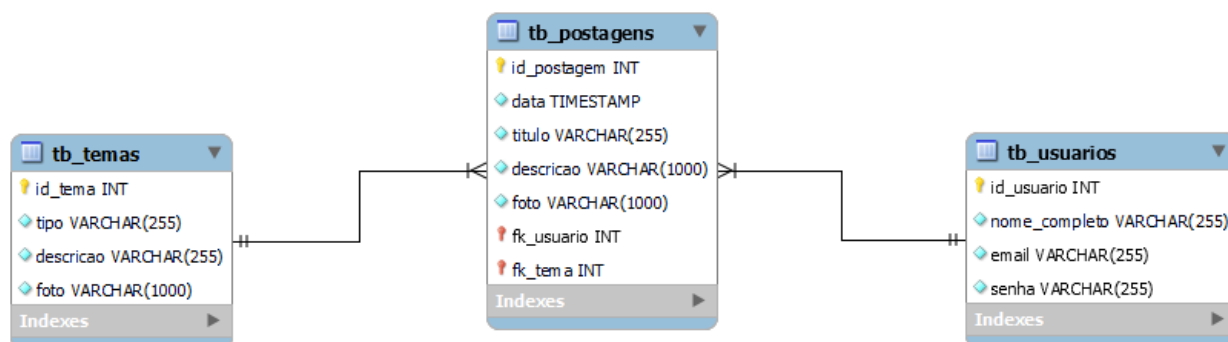 tb_temas
id_tema INT
tipo VARCHAR(255)
descricao VARCHAR(255)
foto VARCHAR(1000)
Indexes
tb_postagens
id_postagem INT
data TIMESTAMP
titulo VARCHAR(255)
descricao VARCHAR(1000)
foto VARCHAR(1000)
fk_usuario INT
fk_tema INT
Indexes
tb_usuarios
id_usuario INT
nome_completo VARCHAR(255)
email VARCHAR(255)
senha VARCHAR(255)
Indexes